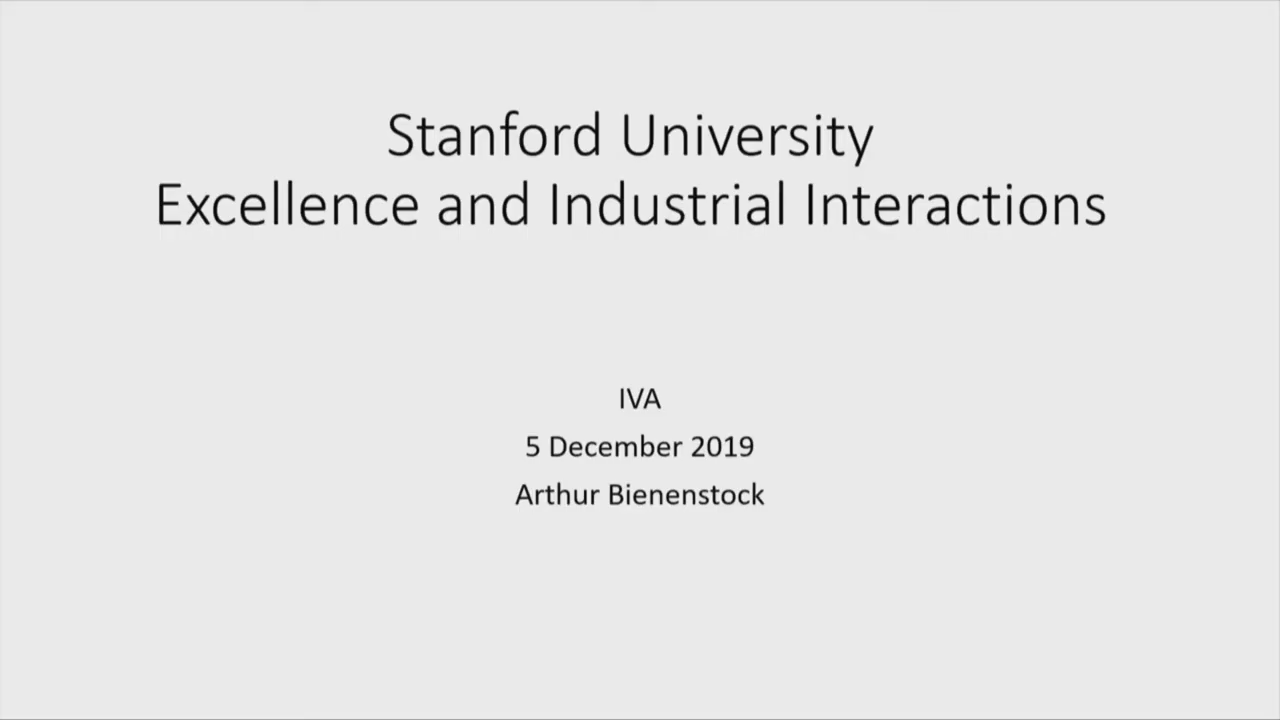 Stanford University
Excellence and Industrial Interactions
IVA
5 December 2019
Arthur Bienenstock